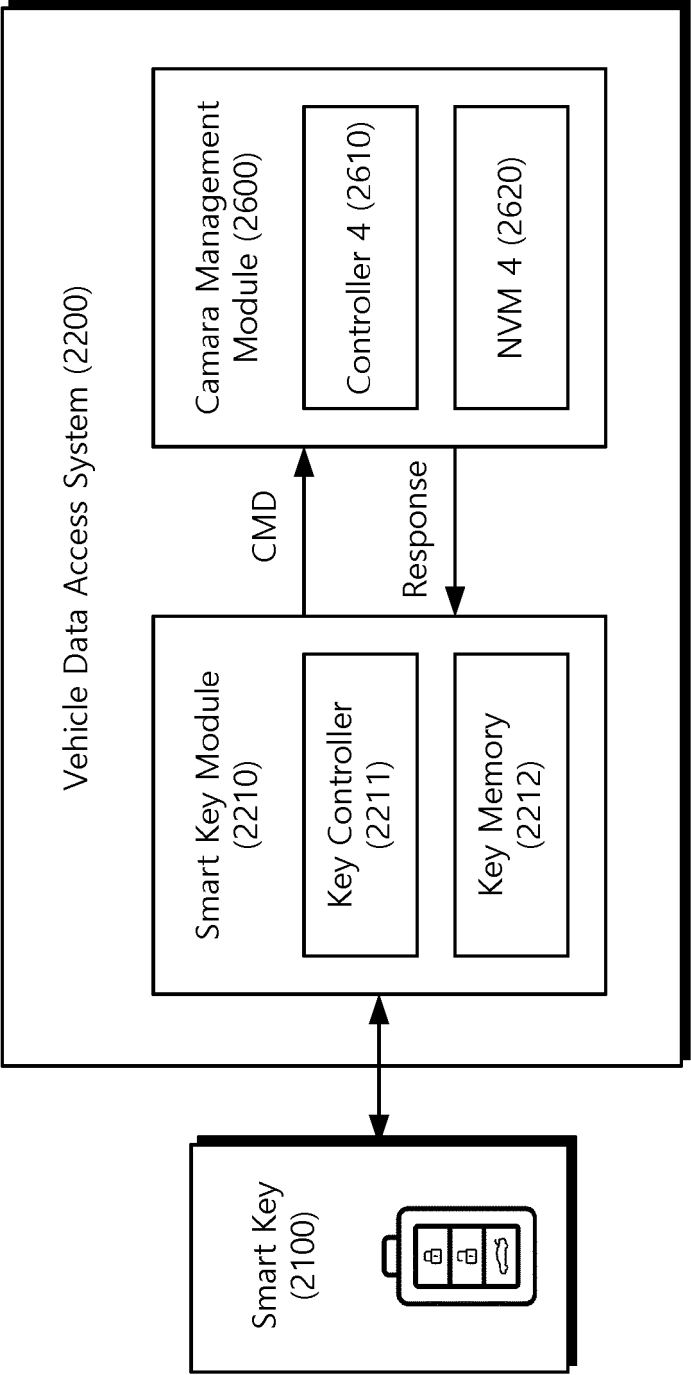 Vehicle Data Access System (2200)
Smart Key
(2100)
Smart Key Module
(2210)
Key Controller
(2211)
Key Memory
(2212)
CMD
Response
Camara Management
Module (2600)
Controller 4 (2610)
NVM 4 (2620)